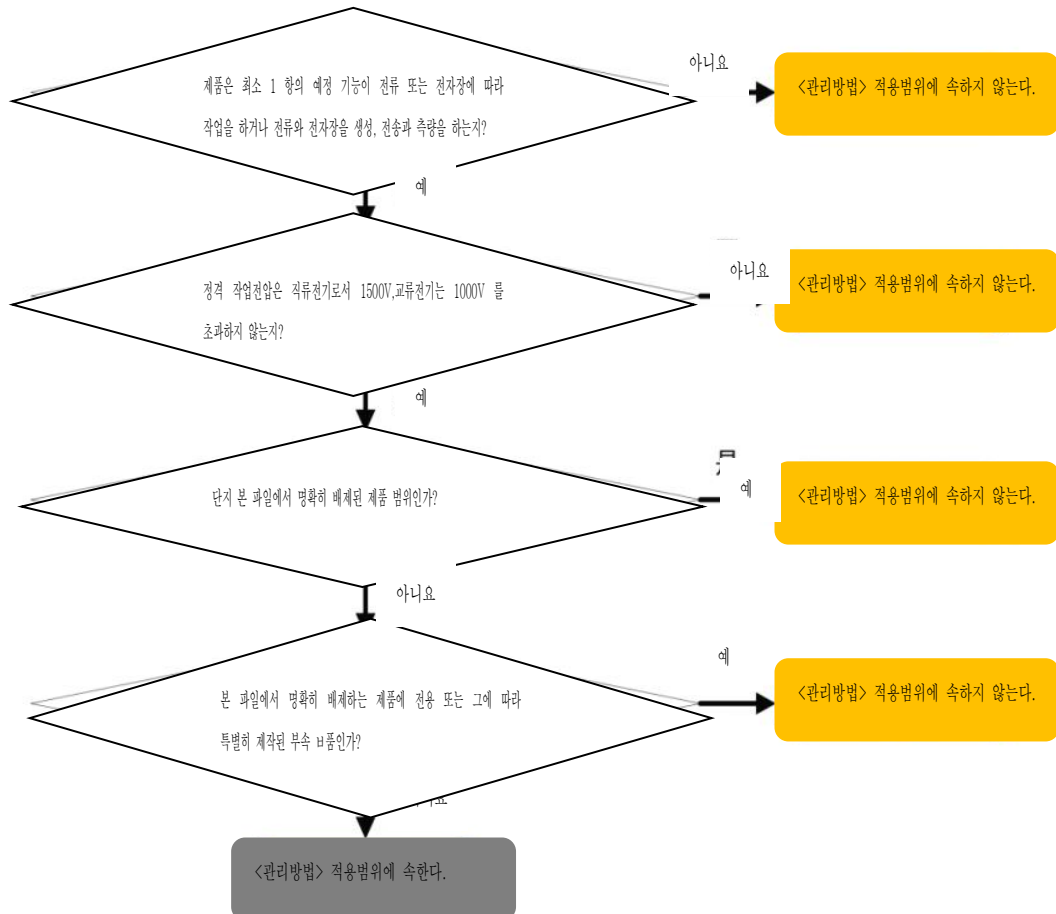 제품은 최소 1 항의 예정 기능이 전류 또는 전자장에 따라
작업을 하거나 전류와 전자장을 생성, 전송과 측량을 하는지?
아니요
<관리방법> 적용범위에 속하지 않는다.
예
정격 작업전압은 직류전기로서 1500V,교류전기는 1000V 를
초과하지 않는지?
아니요
<관리방법> 적용범위에 속하지 않는다.
예
단지 본 파일에서 명확히 배제된 제품 범위인가?
예
<관리방법> 적용범위에 속하지 않는다.
아니요
본 파일에서 명확히 배제하는 제품에 전용 또는 그에 따라
특별히 제작된 부속 ㅂ품인가?
예
<관리방법> 적용범위에 속하지 않는다.
<관리방법> 적용범위에 속한다.